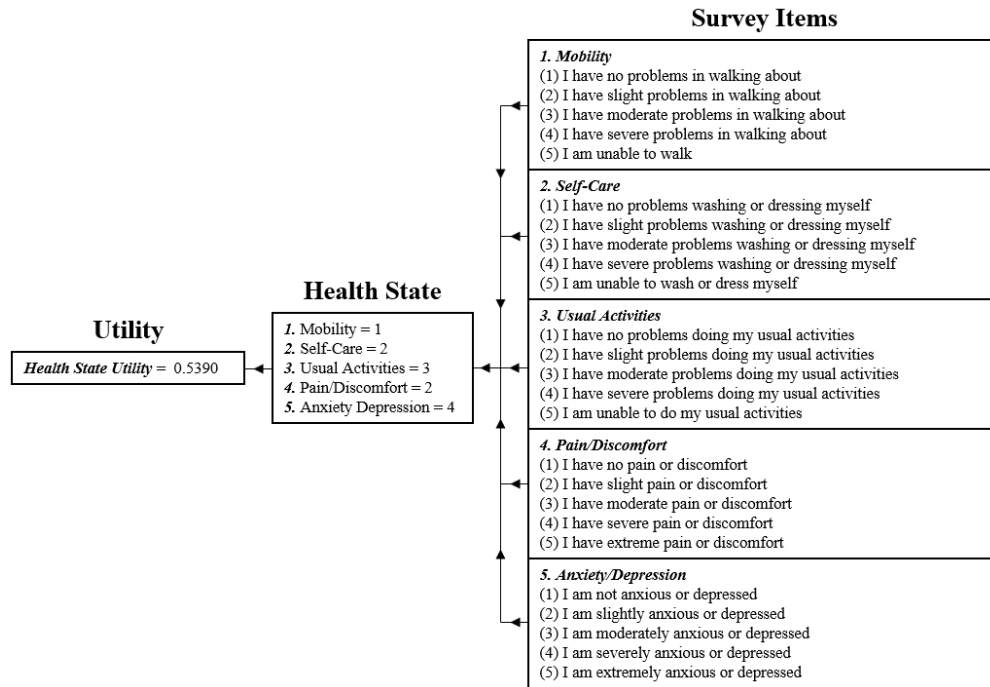 Survey Items
1. Mobility
(1) I have no problems in walking about
(2) I have slight problems in walking about
(3) I have moderate problems in walking about
(4) I have severe problems in walking about
(5) I am unable to walk
2. Self-Care
(1) I have no problems washing or dressing myself
(2) I have slight problems washing or dressing myself
(3) I have moderate problems washing or dressing myself
(4) I have severe problems washing or dressing myself
(5) I am unable to wash or dress myself
Health State
1. Mobility = 1
2. Self-Care = 2
3. Usual Activities = 3
4. Pain/Discomfort = 2
5. Anxiety Depression = 4
Utility
Health State Utility = 0.5390
3. Usual Activities
(1) I have no problems doing my usual activities
(2) I have slight problems doing my usual activities
(3) I have moderate problems doing my usual activities
(4) I have severe problems doing my usual activities
(5) I am unable to do my usual activities
4. Pain/Discomfort
(1) I have no pain or discomfort
(2) I have slight pain or discomfort
(3) I have moderate pain or discomfort
(4) I have severe pain or discomfort
(5) I have extreme pain or discomfort
5. Anxiety/Depression
(1) I am not anxious or depressed
(2) I am slightly anxious or depressed
(3) I am moderately anxious or depressed
(4) I am severely anxious or depressed
(5) I am extremely anxious or depressed